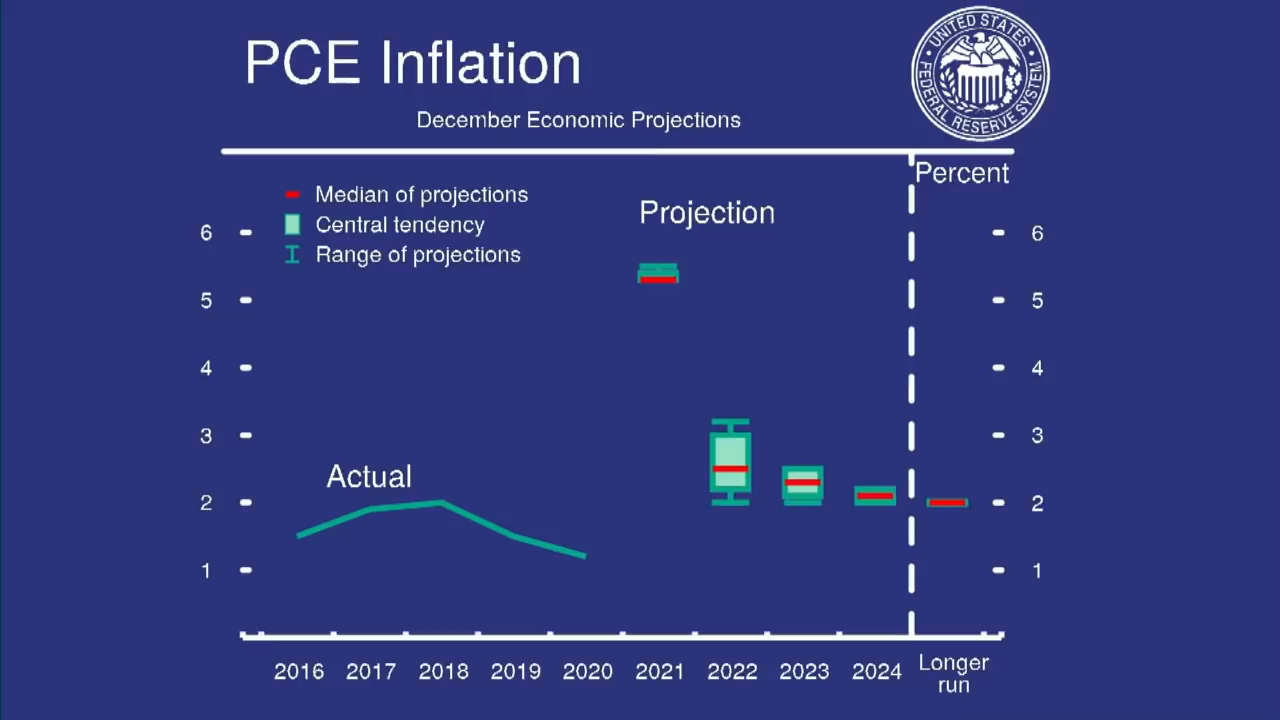 PCE Inflation
December Economic Projections
UNITED STATES
FEDERAL RESERVE SYSTEM
Percent
Median of projections
Central tendency
Range of projections
Projection
6 6
5 5
4 4
3 3
Actual
2 2
1 1
2016 2017 2018 2019 2020 2021 2022 2023 2024 Longer
run